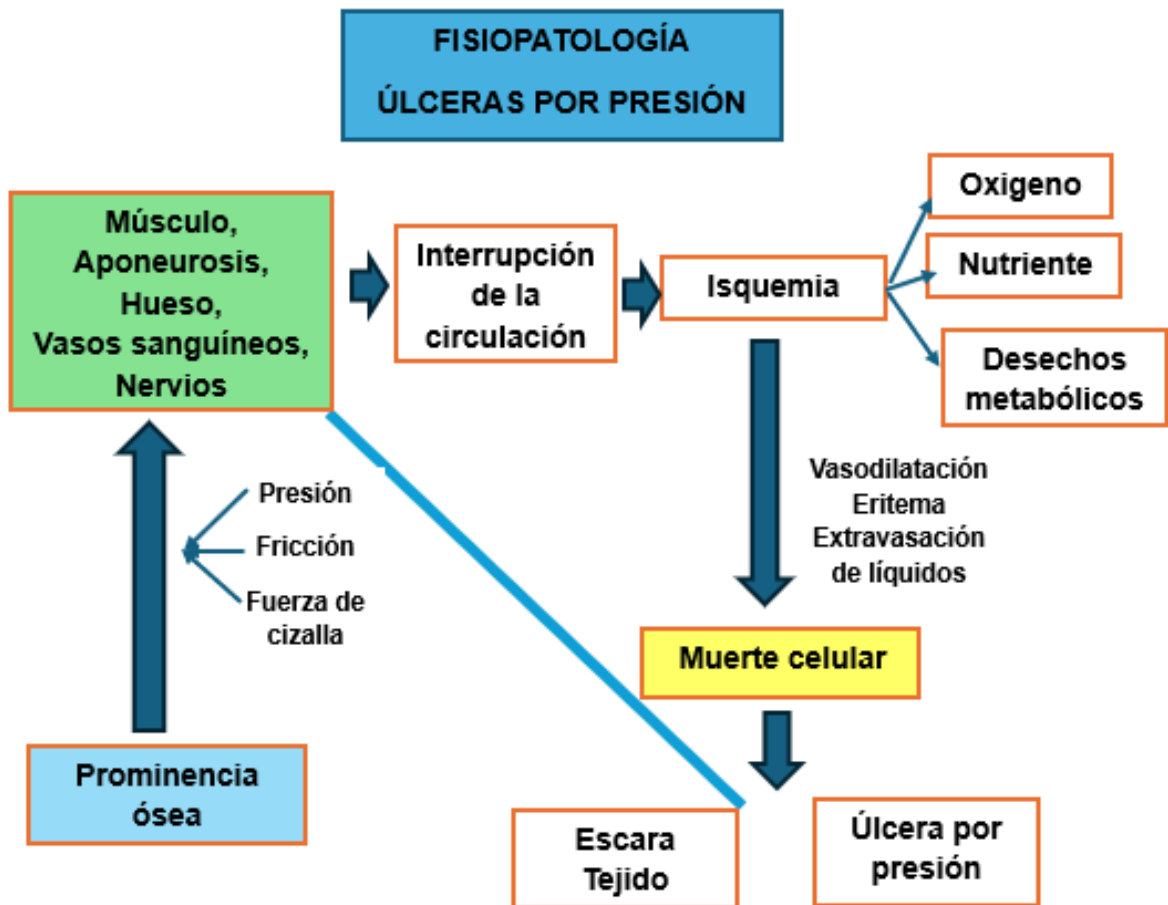 FISIOPATOLOGÍA
ÚLCERAS POR PRESIÓN
Músculo,
Aponeurosis,
Hueso,
Vasos sanguíneos,
Nervios
Interrupción
de la
circulación
Isquemia
Oxigeno
Nutriente
Desechos
metabólicos
Presión
Fricción
Fuerza de
cizalla
Vasodilatación
Eritema
Extravasación
de líquidos
Muerte celular
Prominencia
ósea
Escara
Tejido
Úlcera por
presión